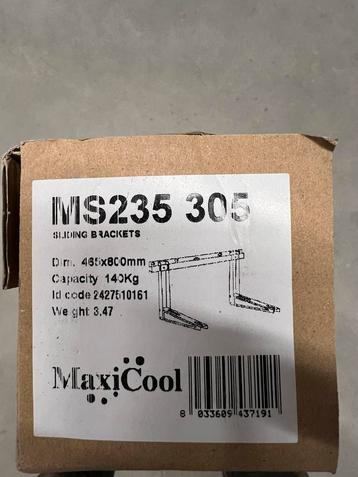 MS235 305
SLIDING BRACKETS
Dim. 465x800mm
Capacity 140Kg
Id code 2427510161
Weight 3.47
MaxiCool
8 033609 437191